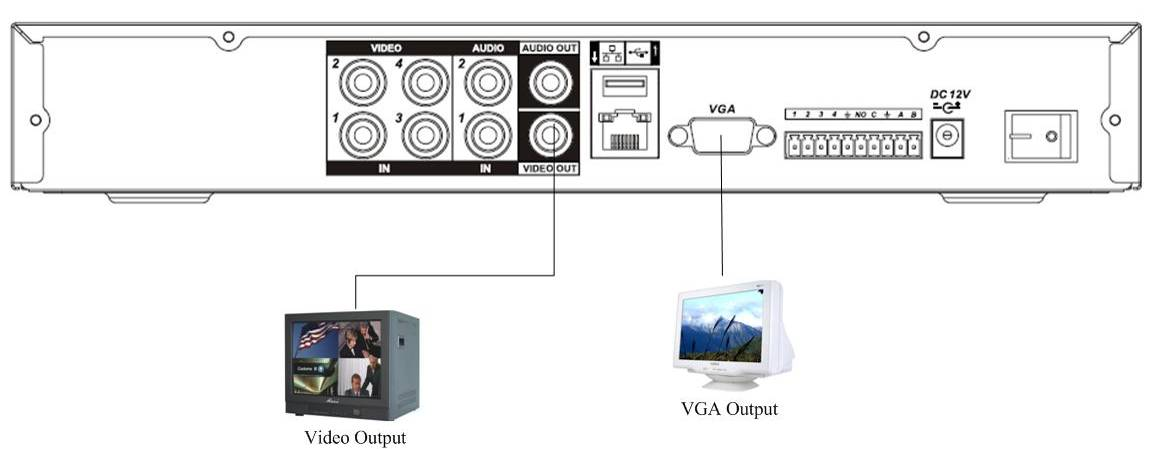 VIDEO AUDIO AUDIO OUT
2 4 2
1 3 1
IN IN VIDEO OUT
1
VGA
1 2 3 4 NO C A B
DC 12V
Customs
Video Output
VGA Output